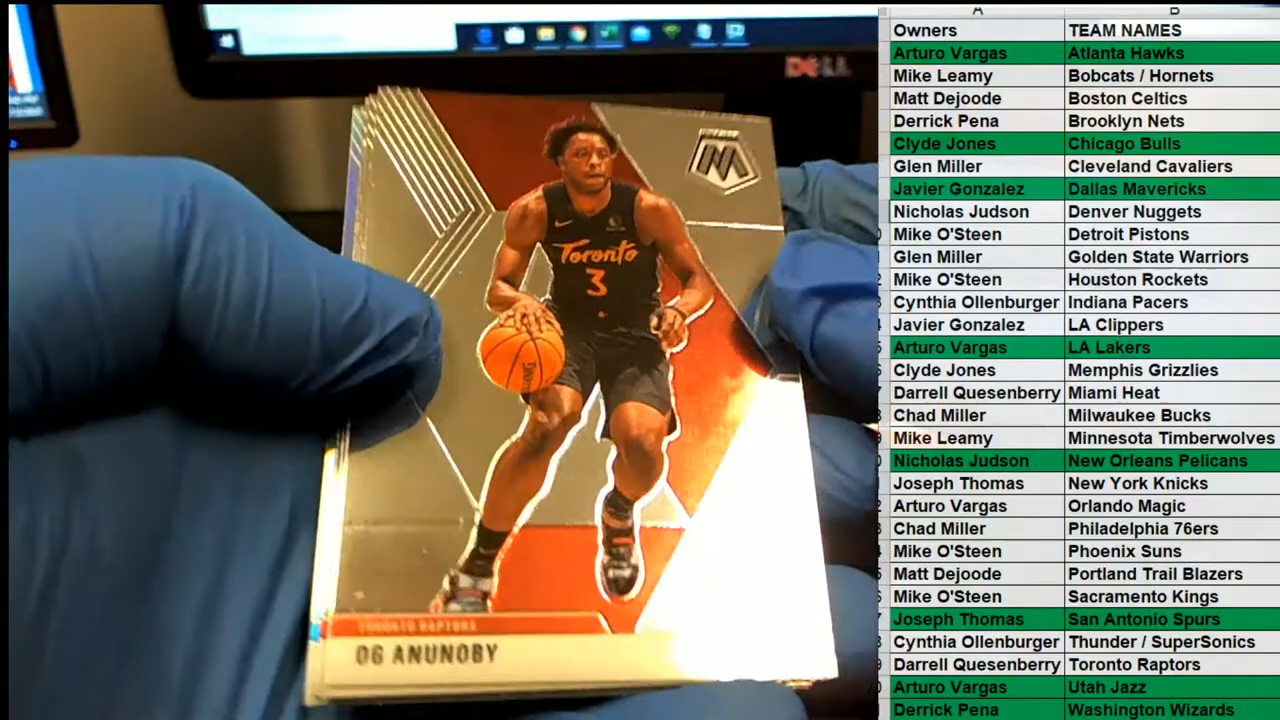 DELL
Toronto
3
TORONTO RAPTORS
OG ANUNOBY
A B
Owners TEAM NAMES
Arturo Vargas Atlanta Hawks
Mike Leamy Bobcats / Hornets
Matt Dejoode Boston Celtics
Derrick Pena Brooklyn Nets
Clyde Jones Chicago Bulls
Glen Miller Cleveland Cavaliers
Javier Gonzalez Dallas Mavericks
Nicholas Judson Denver Nuggets
Mike O'Steen Detroit Pistons
Glen Miller Golden State Warriors
Mike O'Steen Houston Rockets
Cynthia Ollenburger Indiana Pacers
Javier Gonzalez LA Clippers
Arturo Vargas LA Lakers
Clyde Jones Memphis Grizzlies
Darrell Quesenberry Miami Heat
Chad Miller Milwaukee Bucks
Mike Leamy Minnesota Timberwolves
Nicholas Judson New Orleans Pelicans
Joseph Thomas New York Knicks
Arturo Vargas Orlando Magic
Chad Miller Philadelphia 76ers
Mike O'Steen Phoenix Suns
Matt Dejoode Portland Trail Blazers
Mike O'Steen Sacramento Kings
Joseph Thomas San Antonio Spurs
Cynthia Ollenburger Thunder / SuperSonics
Darrell Quesenberry Toronto Raptors
Arturo Vargas Utah Jazz
Derrick Pena Washington Wizards